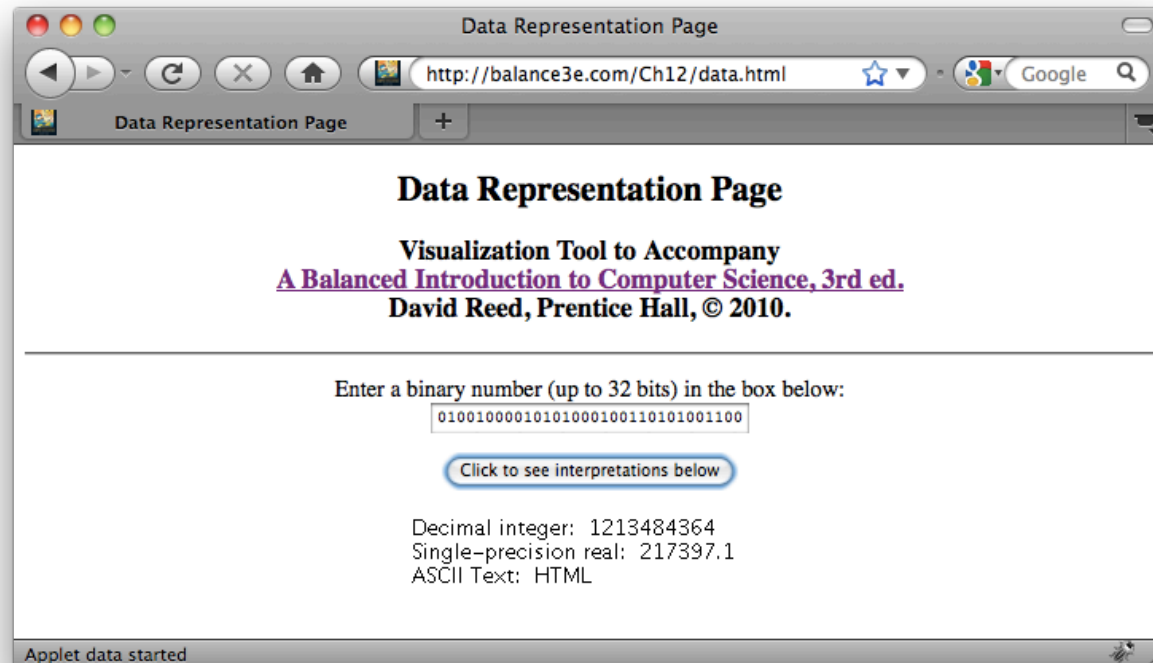 Data Representation Page
http://balance3e.com/Ch12/data.html
Google
Data Representation Page
+
Data Representation Page
Visualization Tool to Accompany
A Balanced Introduction to Computer Science, 3rd ed.
David Reed, Prentice Hall, © 2010.
Enter a binary number (up to 32 bits) in the box below:
01001000010101000100110101001100
Click to see interpretations below
Decimal integer: 1213484364
Single-precision real: 217397.1
ASCII Text: HTML
Applet data started